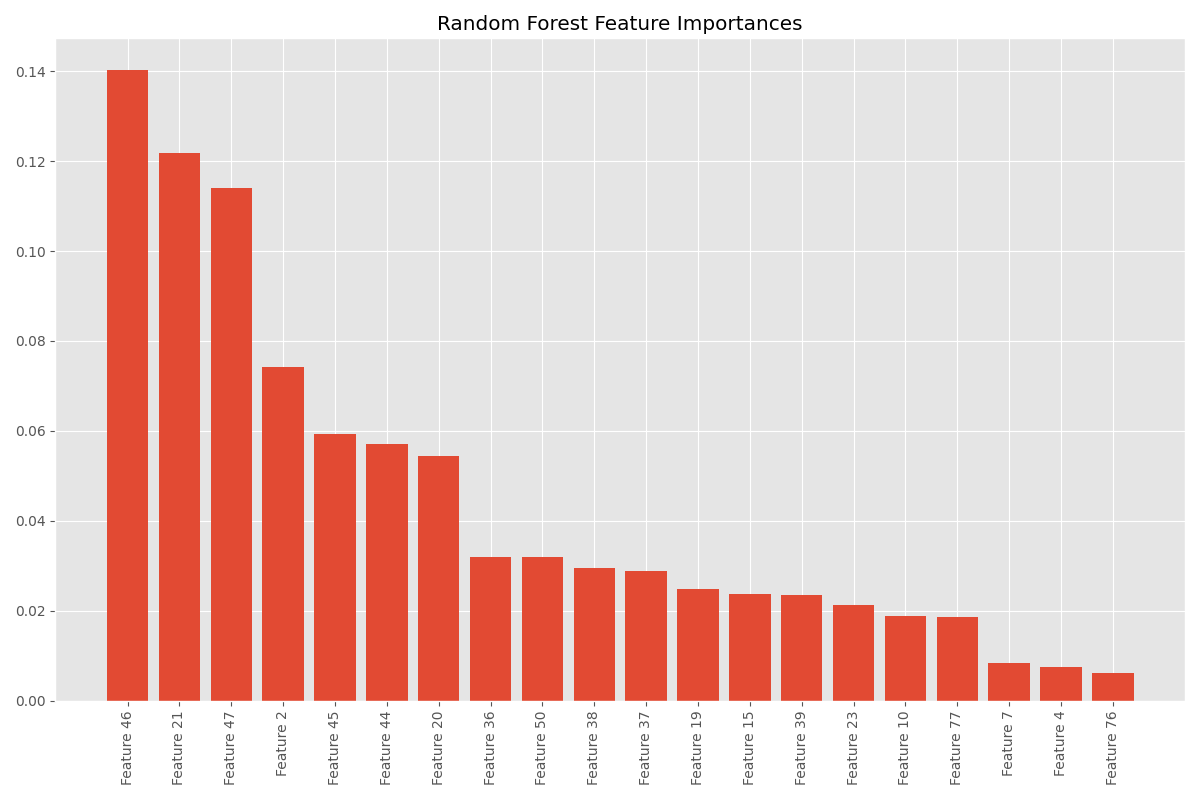 Random Forest Feature Importances
0.14
0.12
0.10
0.08
0.06
0.04
0.02
0.00
Feature 46
Feature 21
Feature 47
Feature 2
Feature 45
Feature 44
Feature 20
Feature 36
Feature 50
Feature 38
Feature 37
Feature 19
Feature 15
Feature 39
Feature 23
Feature 10
Feature 77
Feature 7
Feature 4
Feature 76